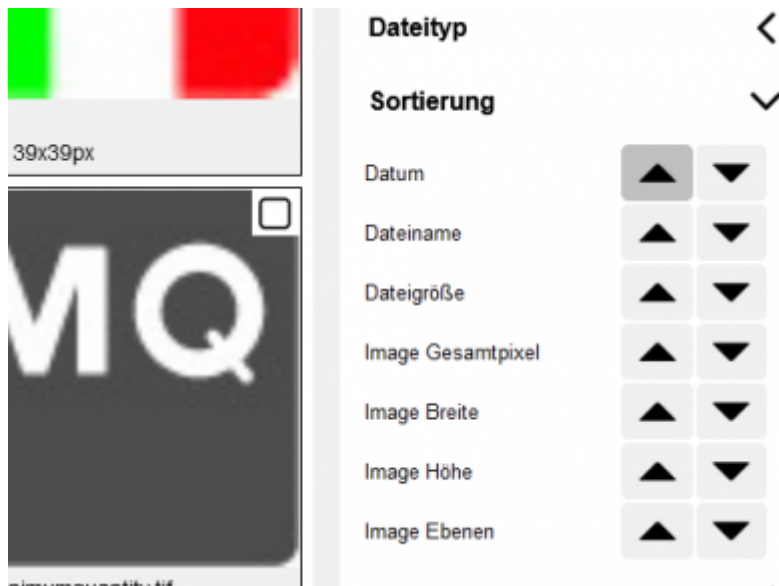 39x39px
MQ
Dateityp
Sortierung
Datum
Dateiname
Dateigröße
Image Gesamtpixel
Image Breite
Image Höhe
Image Ebenen